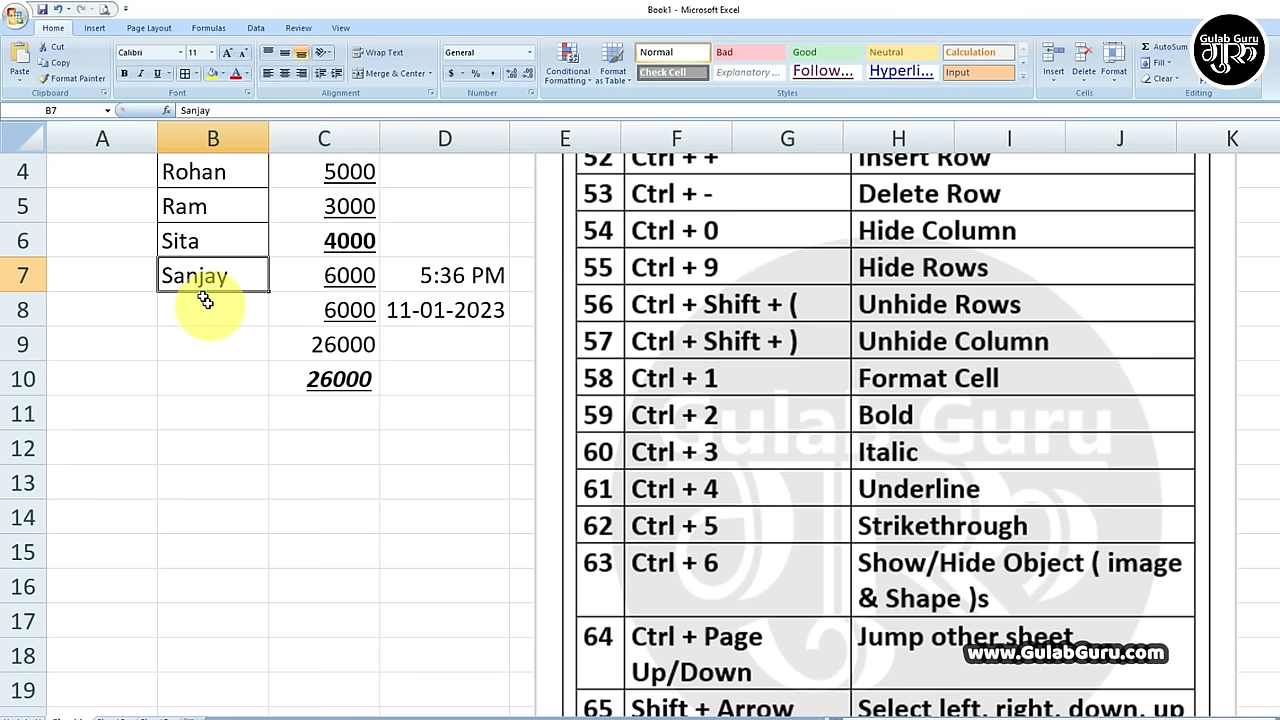 Book1 - Microsoft Excel
Home Insert Page Layout Formulas Data Review View
Gulab Guru
गुरु
Paste
Cut
Copy
Format Painter
Clipboard
Calibri 11
B I U
Font
Wrap Text
Merge & Center
Alignment
General
Number
Conditional Formatting
Format as Table
Normal Bad Good Neutral Calculation
Check Cell Explanatory ... Follow... Hyperli... Input
Styles
Insert Delete Format
Cells
AutoSum
Fill
Clear
Editing
B7 fx Sanjay
A B C D E F G H I J K
4 Rohan 5000
5 Ram 3000
6 Sita 4000
7 Sanjay 6000 5:36 PM
8 6000 11-01-2023
9 26000
10 26000
11
12
13
14
15
16
17
18
19
52 Ctrl + + Insert Row
53 Ctrl + - Delete Row
54 Ctrl + 0 Hide Column
55 Ctrl + 9 Hide Rows
56 Ctrl + Shift + ( Unhide Rows
57 Ctrl + Shift + ) Unhide Column
58 Ctrl + 1 Format Cell
59 Ctrl + 2 Bold
60 Ctrl + 3 Italic
61 Ctrl + 4 Underline
62 Ctrl + 5 Strikethrough
63 Ctrl + 6 Show/Hide Object ( image
& Shape )s
64 Ctrl + Page Jump other sheet
Up/Down
65 Shift + Arrow Select left, right, down, up
Gulab Guru
www.GulabGuru.com